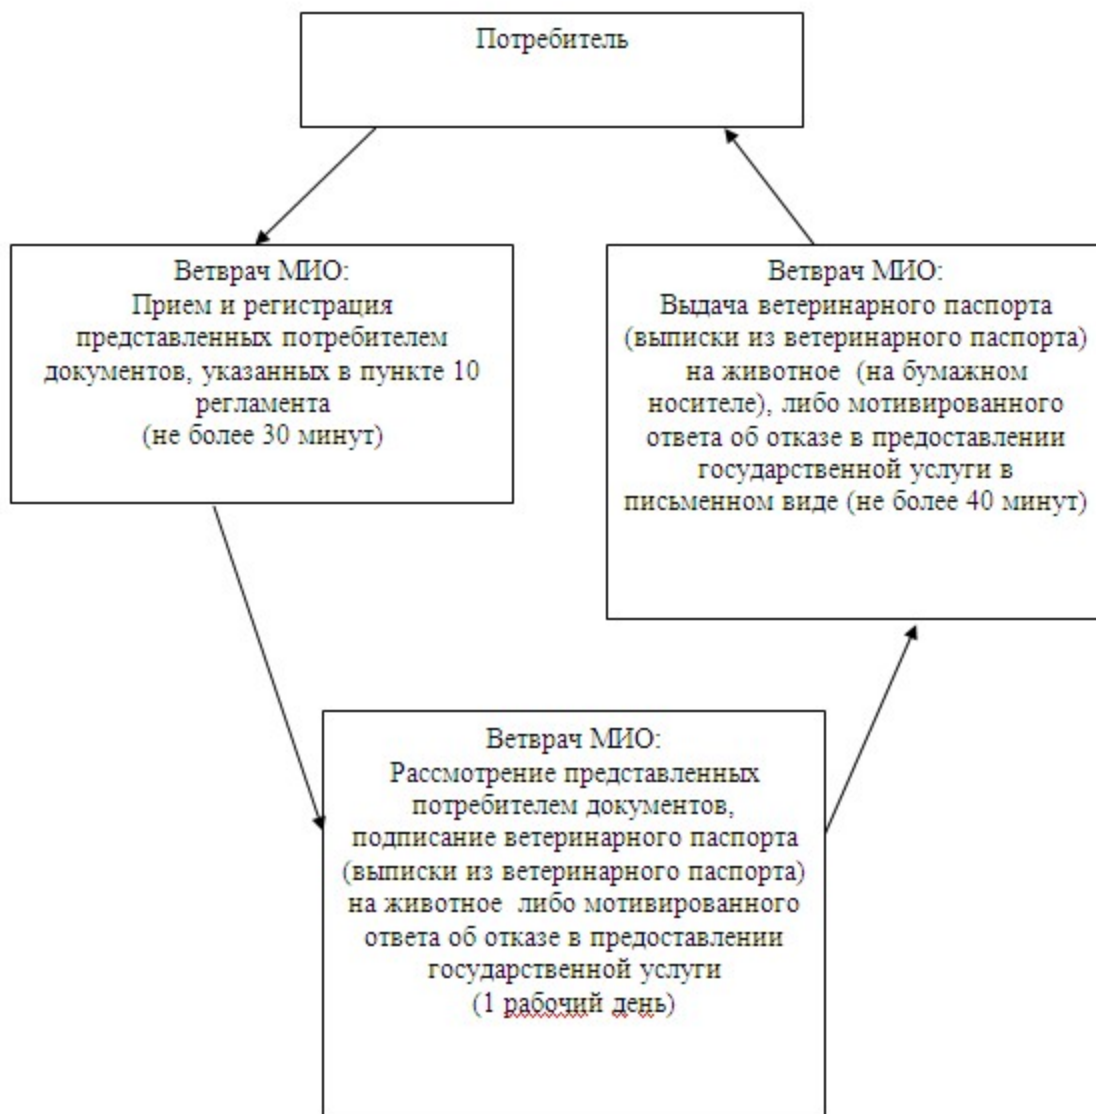 Потребитель
Ветврач МИО:
Прием и регистрация
представленных потребителем
документов, указанных в пункте 10
регламента
(не более 30 минут)
Ветврач МИО:
Выдача ветеринарного паспорта
(выписки из ветеринарного паспорта)
на животное (на бумажном
носителе), либо мотивированного
ответа об отказе в предоставлении
государственной услуги в
письменном виде (не более 40 минут)
Ветврач МИО:
Рассмотрение представленных
потребителем документов,
подписание ветеринарного паспорта
(выписки из ветеринарного паспорта)
на животное либо мотивированного
ответа об отказе в предоставлении
государственной услуги
(1 рабочий день)